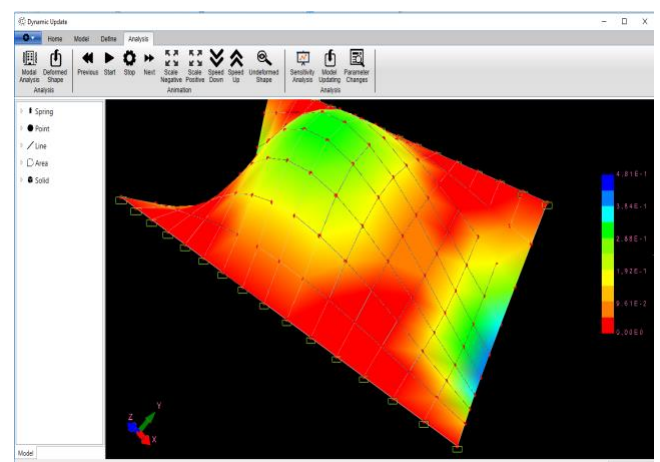 Dynamic Update
Home Model Define Analysis
Modal Analysis
Deformed Shape
Previous
Start
Stop
Next
Scale Negative
Scale Positive
Speed Down
Speed Up
Undeformed Shape
Sensitivity Analysis
Model Updating
Parameter Changes
Analysis Animation Analysis
Spring
Point
Line
Area
Solid
4,81E-1
3,84E-1
2,88E-1
1,92E-1
9,61E-2
0,00E0
Z
Y
X
Model